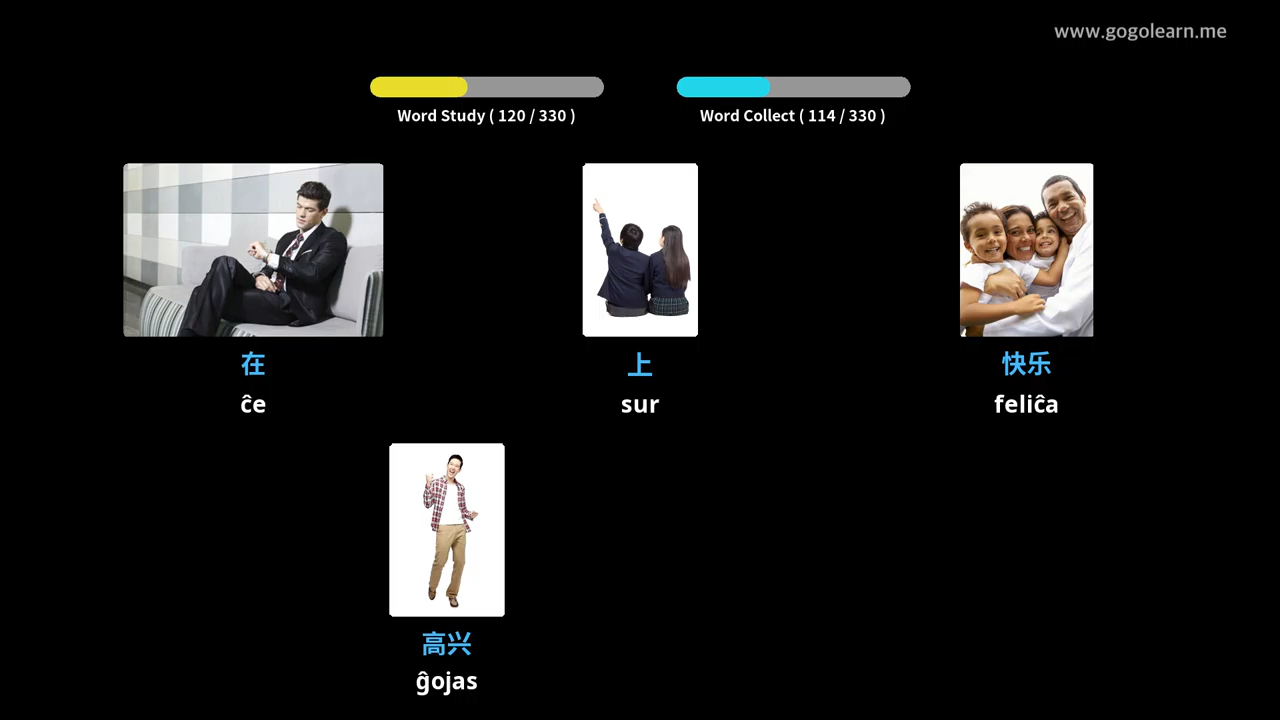 www.gogolearn.me
Word Study ( 120 / 330 )
Word Collect ( 114 / 330 )
在
ĉe
上
sur
快乐
feliĉa
高兴
ĝojas